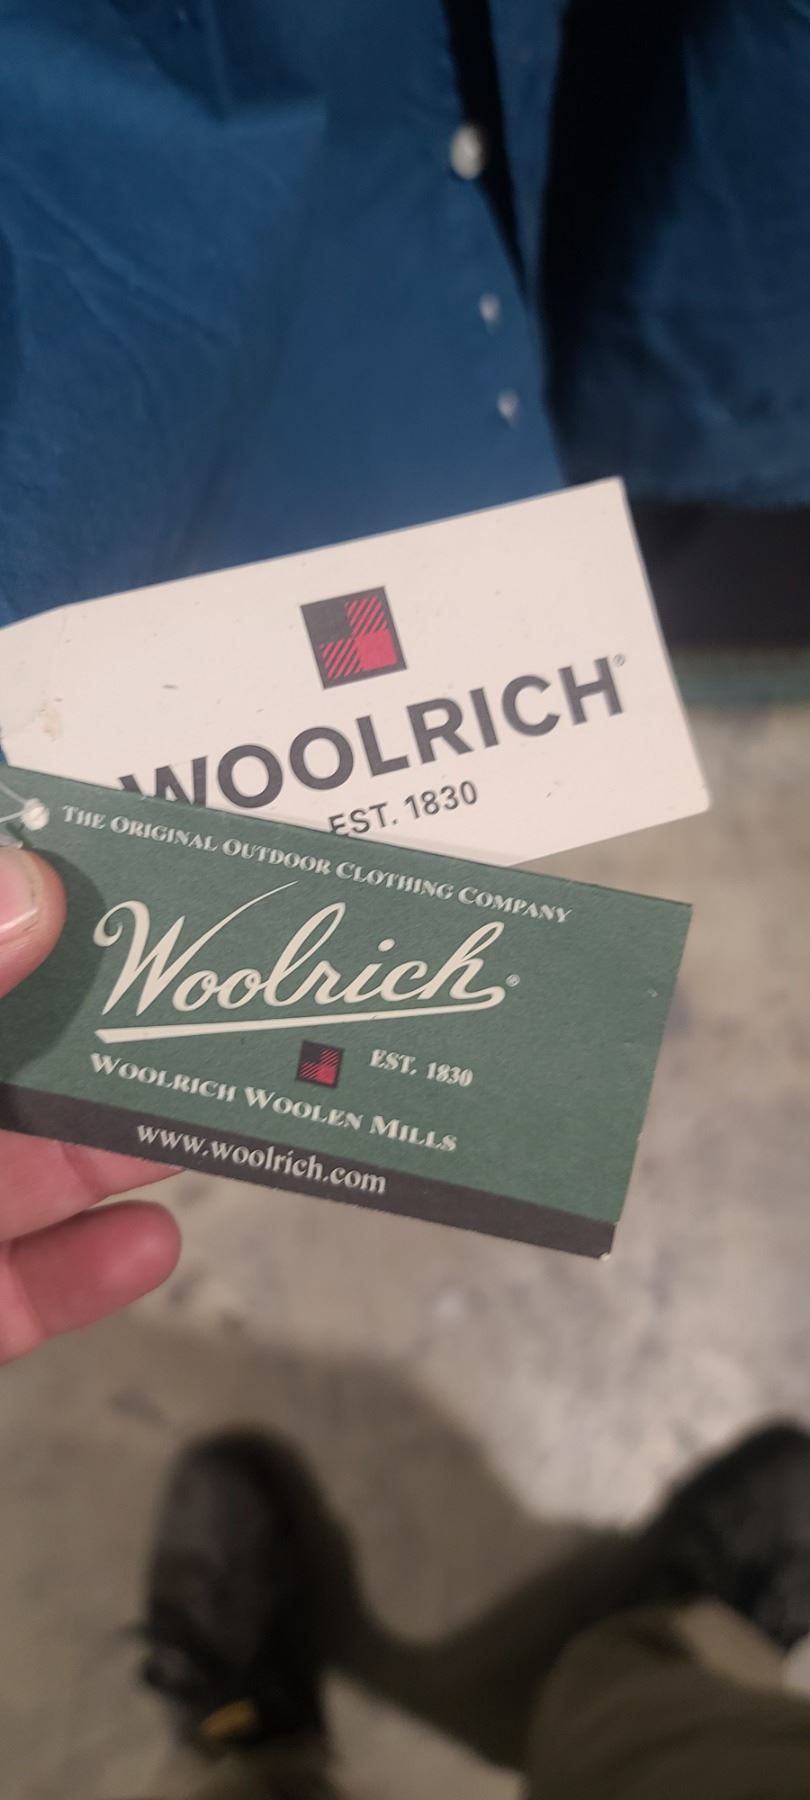 WOOLRICH®
EST. 1830
THE ORIGINAL OUTDOOR CLOTHING COMPANY
Woolrich®
EST. 1830
WOOLRICH WOOLEN MILLS
www.woolrich.com